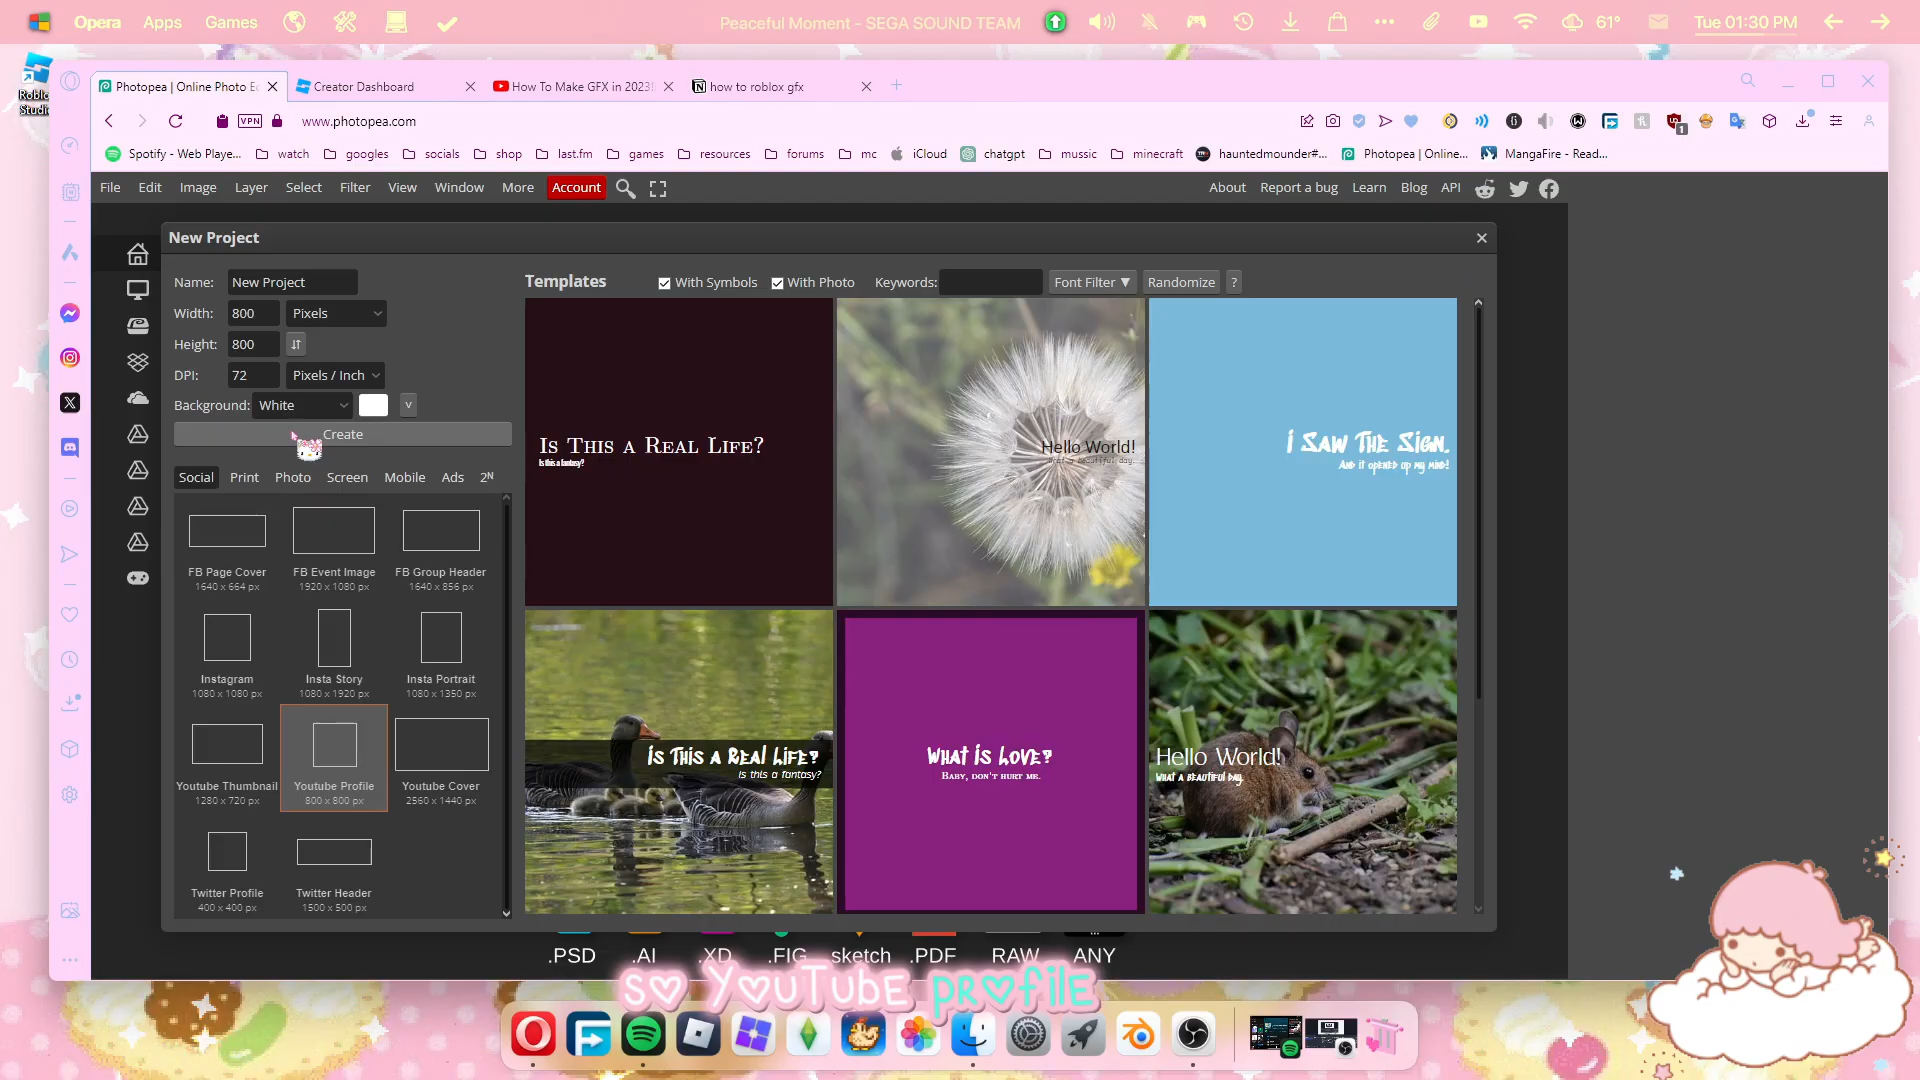 Opera Apps Games
Peaceful Moment - SEGA SOUND TEAM
61° Tue 01:30 PM
Studio
Photopea | Online Photo
Creator Dashboard
How To Make GFX in 2023!
how to roblox gfx
VPN www.photopea.com
Spotify - Web Playe...
watch googles socials shop last.fm games resources forums mc iCloud chatgpt mussic minecraft hauntedmounder#... Photopea | Online... MangaFire - Read...
File Edit Image Layer Select Filter View Window More Account
About Report a bug Learn Blog API
New Project
Name: New Project
Width: 800 Pixels
Height: 800
DPI: 72 Pixels / Inch
Background: White
Create
Social Print Photo Screen Mobile Ads 2ᴺ
FB Page Cover FB Event Image FB Group Header
1640 x 664 px 1920 x 1080 px 1640 x 856 px
Instagram Insta Story Insta Portrait
1080 x 1080 px 1080 x 1920 px 1080 x 1350 px
Youtube Thumbnail Youtube Profile Youtube Cover
1280 x 720 px 800 x 800 px 2560 x 1440 px
Twitter Profile Twitter Header
400 x 400 px 1500 x 500 px
Templates With Symbols With Photo Keywords: Font Filter ▼ Randomize ?
Is This a Real Life?
Is this a fantasy?
Hello World!
What a beautiful day.
I Saw the Sign.
And it opened up my mind!
Is This a Real Life?
Is this a fantasy?
What is Love?
Baby, don't hurt me.
Hello World!
What a beautiful day.
.PSD .AI .XD .FIG sketch .PDF RAW ANY
so YouTube profile